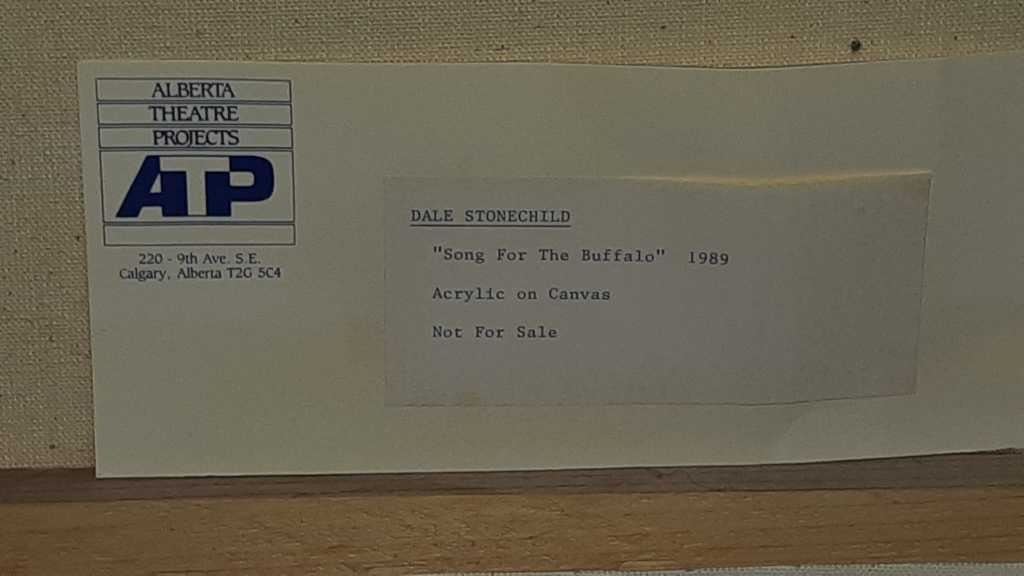 ALBERTA
THEATRE
PROJECTS
ATP
220 - 9th Ave. S.E.
Calgary, Alberta T2G 5C4
DALE STONECHILD
"Song For The Buffalo" 1989
Acrylic on Canvas
Not For Sale